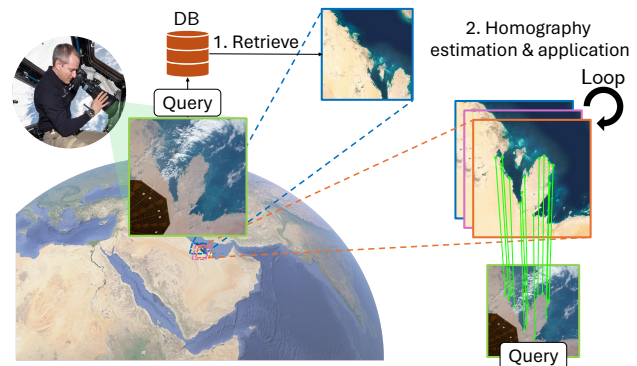 DB
1. Retrieve
Query
2. Homography
estimation & application
Loop
Query